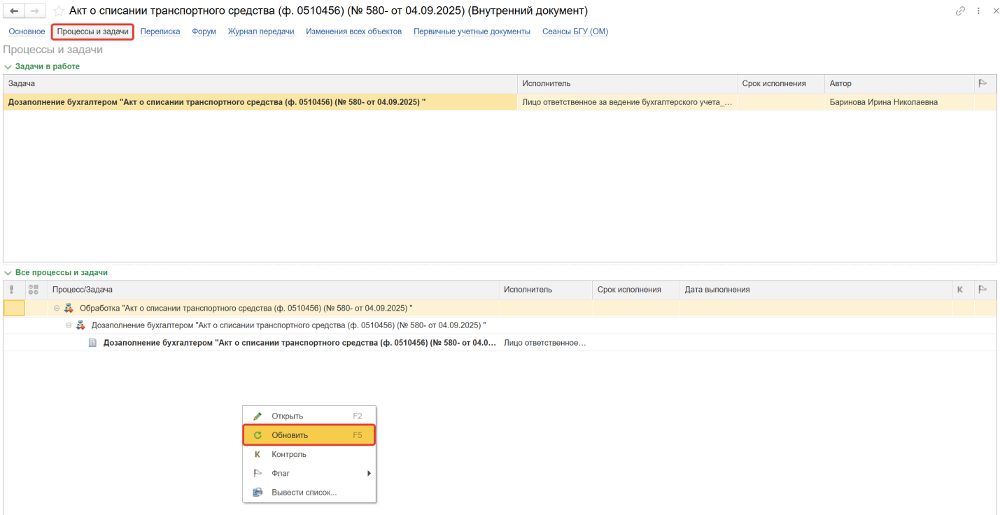 Акт о списании транспортного средства (ф. 0510456) (№ 580- от 04.09.2025) (Внутренний документ)
Основное Процессы и задачи Переписка Форум Журнал передачи Изменения всех объектов Первичные учетные документы Сеансы БГУ (ОМ)
Процессы и задачи
Задачи в работе
Задача Исполнитель Срок исполнения Автор
Дозаполнение бухгалтером "Акт о списании транспортного средства (ф. 0510456) (№ 580- от 04.09.2025) " Лицо ответственное за ведение бухгалтерского учета_... Баринова Ирина Николаевна
Все процессы и задачи
Процесс/Задача Исполнитель Срок исполнения Дата выполнения К
Обработка "Акт о списании транспортного средства (ф. 0510456) (№ 580- от 04.09.2025) "
Дозаполнение бухгалтером "Акт о списании транспортного средства (ф. 0510456) (№ 580- от 04.09.2025) "
Дозаполнение бухгалтером "Акт о списании транспортного средства (ф. 0510456) (№ 580- от 04.0... Лицо ответственное...
Открыть F2
Обновить F5
К Контроль
Флаг
Вывести список...